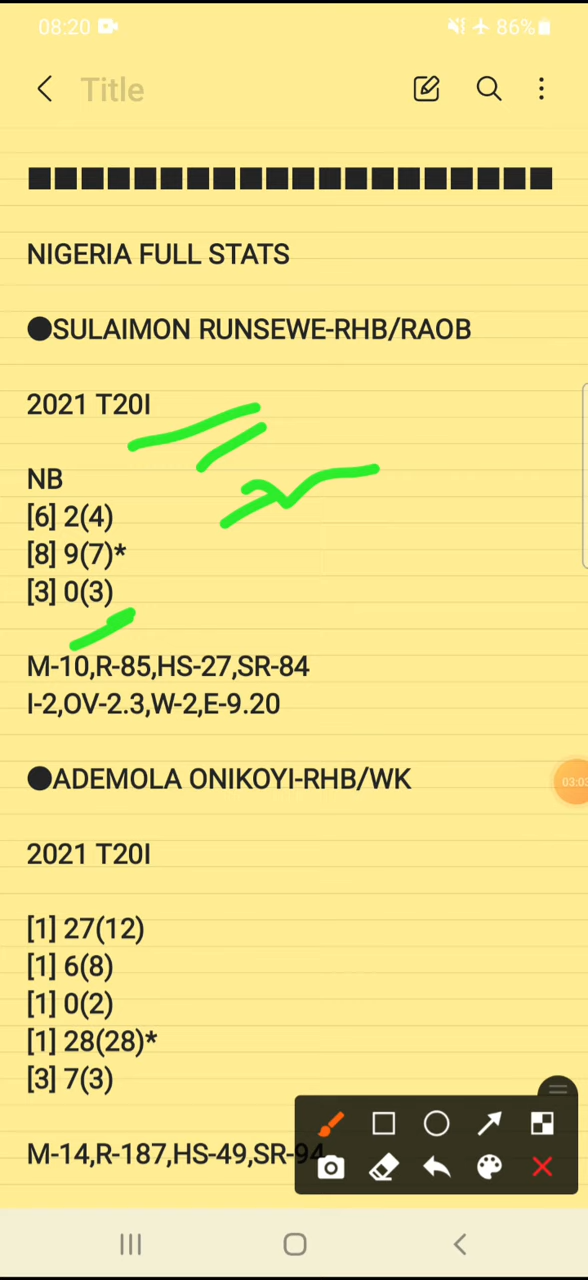 08:20
86%
Title
NIGERIA FULL STATS
●SULAIMON RUNSEWE-RHB/RAOB
2021 T20I
NB
[6] 2(4)
[8] 9(7)*
[3] 0(3)
M-10,R-85,HS-27,SR-84
I-2,OV-2.3,W-2,E-9.20
●ADEMOLA ONIKOYI-RHB/WK
03:03
2021 T20I
[1] 27(12)
[1] 6(8)
[1] 0(2)
[1] 28(28)*
[3] 7(3)
M-14,R-187,HS-49,SR-94